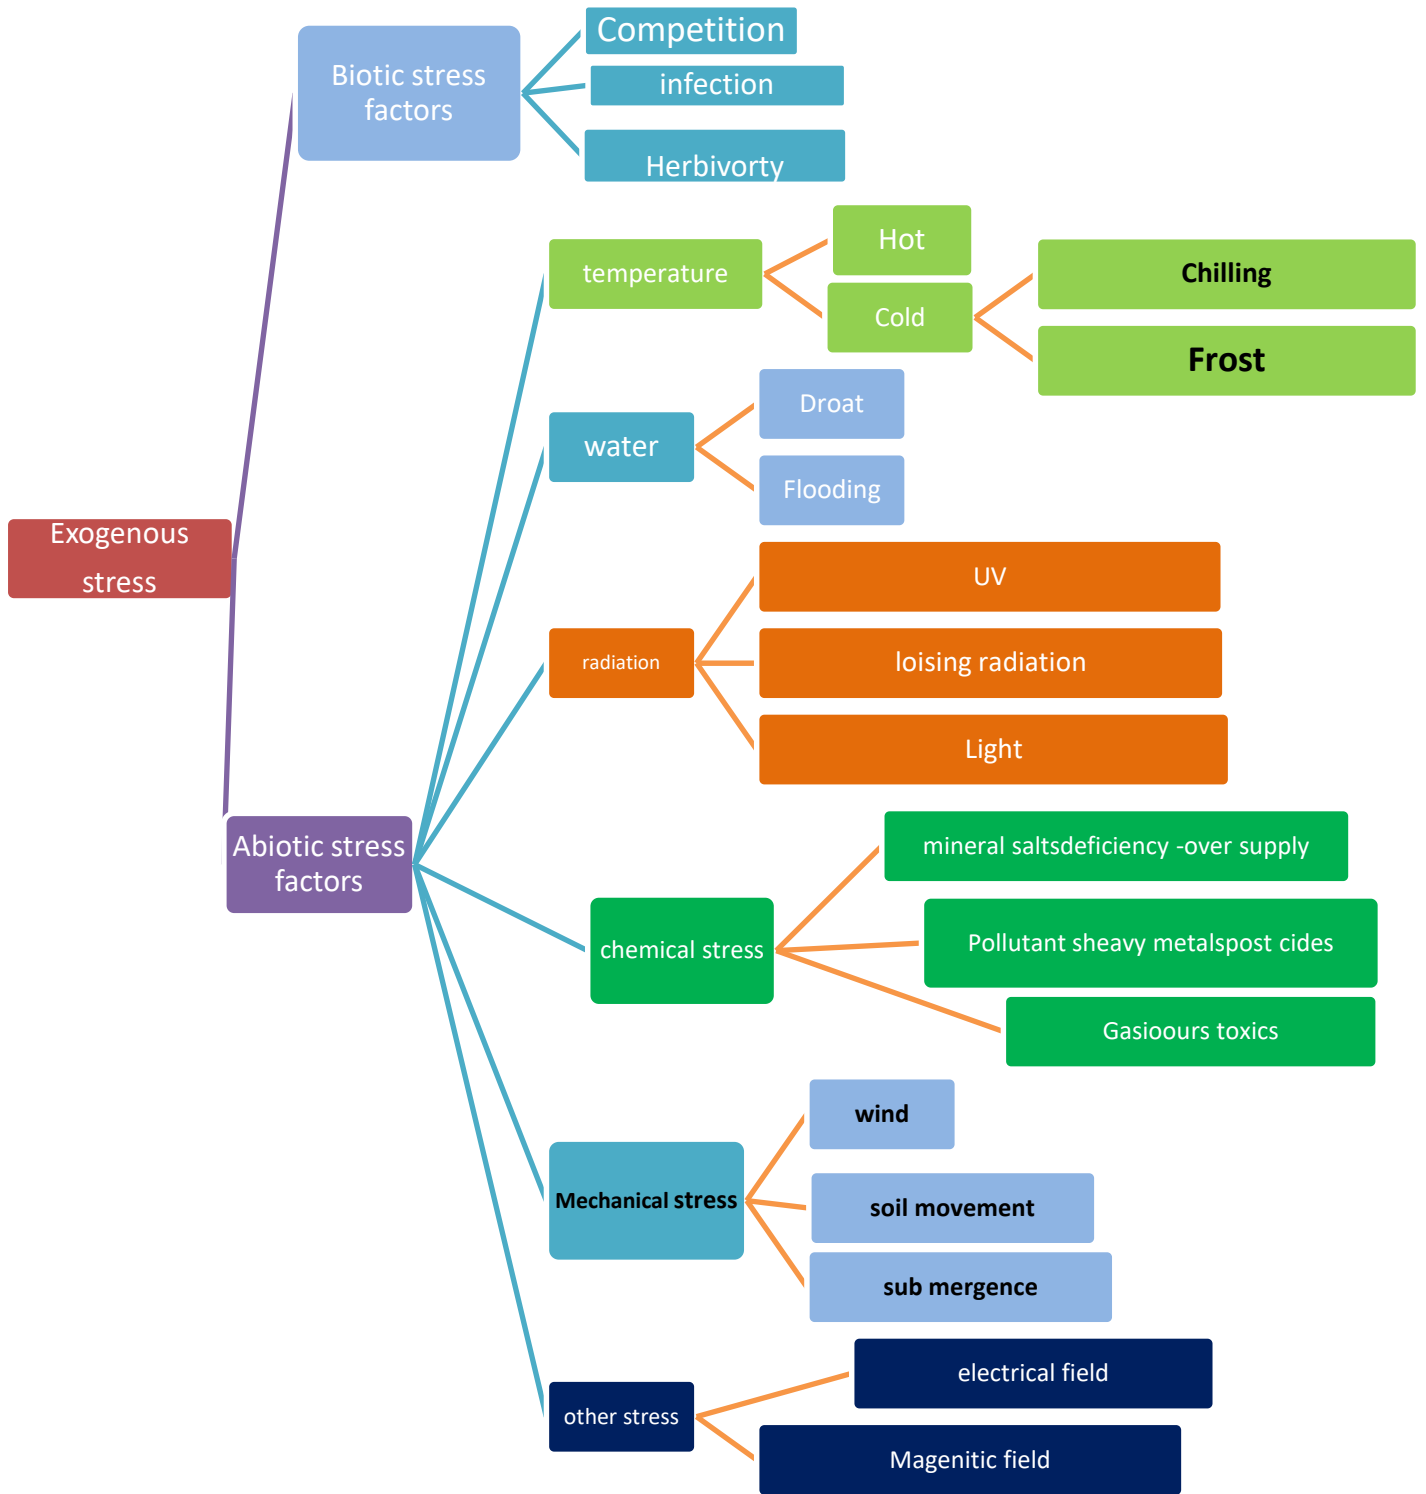 Exogenous
stress
Biotic stress
factors
Competition
infection
Herbivorty
Abiotic stress
factors
temperature
Hot
Cold
Chilling
Frost
water
Droat
Flooding
radiation
UV
loising radiation
Light
chemical stress
mineral saltsdeficiency -over supply
Pollutant sheavy metalspost cides
Gasioours toxics
Mechanical stress
wind
soil movement
sub mergence
other stress
electrical field
Magenitic field